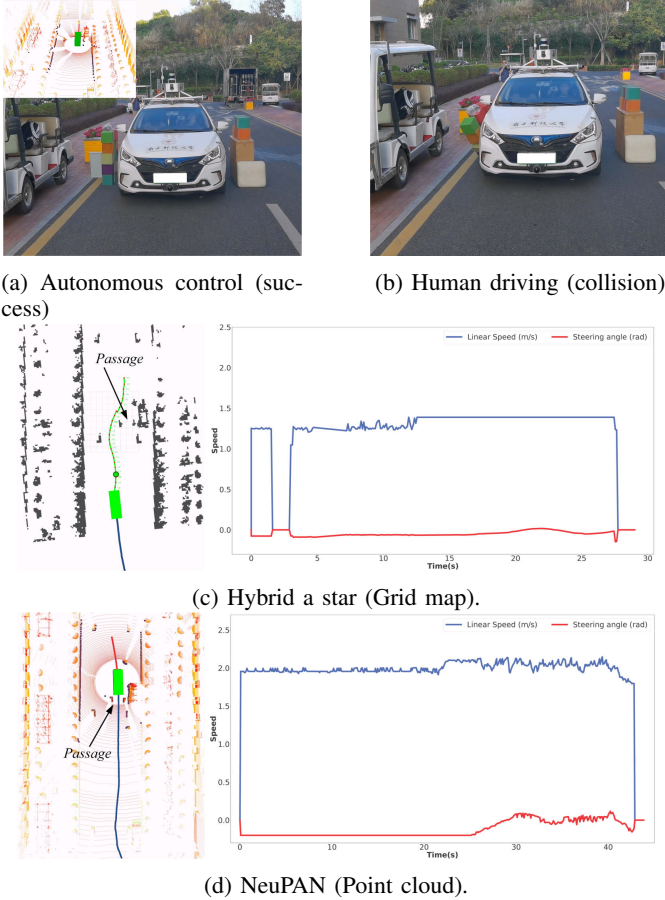 (a) Autonomous control (suc-
cess)
(b) Human driving (collision)
Passage
2.5
2.0
1.5
1.0
0.5
0.0
Speed
Linear Speed (m/s)
Steering angle (rad)
0
5
10
15
20
25
30
Time(s)
(c) Hybrid a star (Grid map).
Passage
2.5
2.0
1.5
1.0
0.5
0.0
Speed
Linear Speed (m/s)
Steering angle (rad)
0
10
20
30
40
Time(s)
(d) NeuPAN (Point cloud).